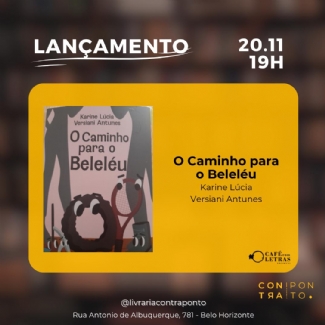 LANÇAMENTO
20.11
19H
Karine Lúcia
Versiani Antunes
O Caminho
para o
Beleléu
O Caminho para
o Beleléu
Karine Lúcia
Versiani Antunes
CAFÉ COM
LETRAS
CON|PON
TRA|TO.
@livrariacontraponto
Rua Antonio de Albuquerque, 781 - Belo Horizonte